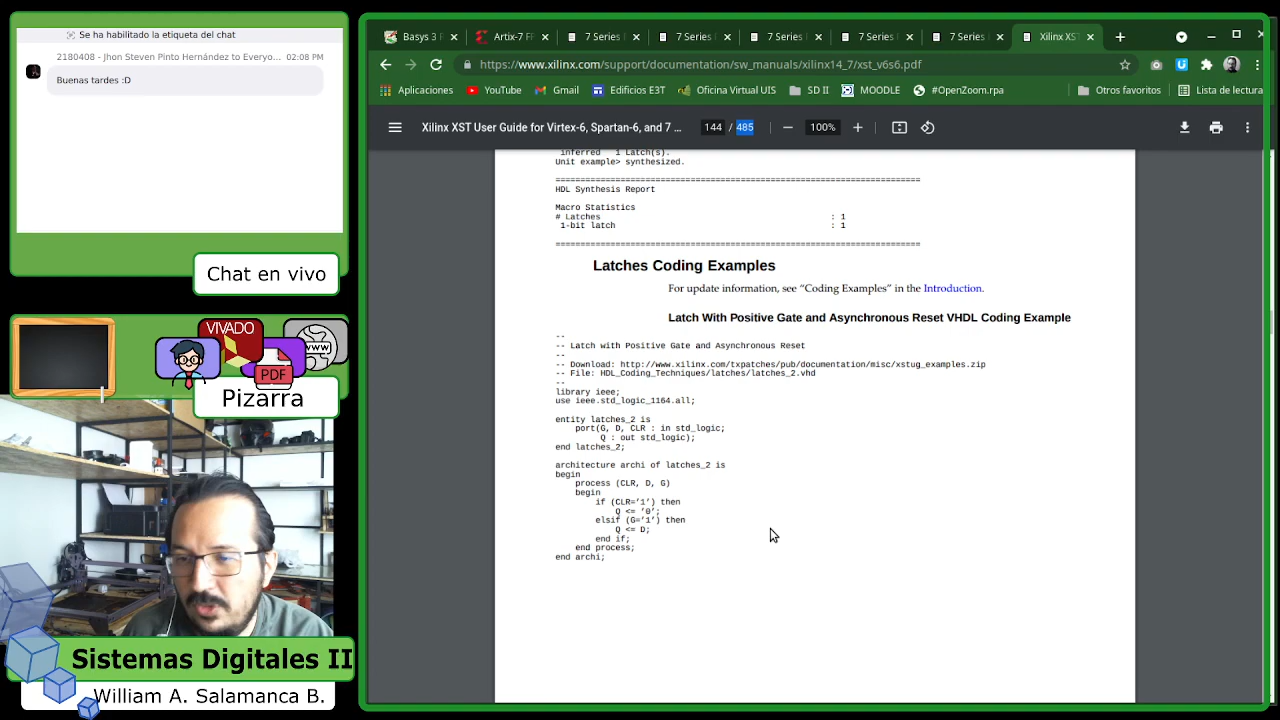 Se ha habilitado la etiqueta del chat
2180408 - Jhon Steven Pinto Hernández to Everyo... 02:08 PM
Buenas tardes :D
Chat en vivo
VIVADO
WWW
PDF
Pizarra
Sistemas Digitales II
William A. Salamanca B.
Basys 3
Artix-7 FF
7 Series
7 Series
7 Series
7 Series
7 Series
Xilinx XST
https://www.xilinx.com/support/documentation/sw_manuals/xilinx14_7/xst_v6s6.pdf
Aplicaciones YouTube Gmail Edificios E3T Oficina Virtual UIS SD II MOODLE #OpenZoom.rpa Otros favoritos Lista de lectura
Xilinx XST User Guide for Virtex-6, Spartan-6, and 7 ... 144 / 485 100%
inferred 1 Latch(s).
Unit example> synthesized.
=========================================================================
HDL Synthesis Report
Macro Statistics
# Latches : 1
1-bit latch : 1
=========================================================================
Latches Coding Examples
For update information, see “Coding Examples” in the Introduction.
Latch With Positive Gate and Asynchronous Reset VHDL Coding Example
--
-- Latch with Positive Gate and Asynchronous Reset
--
-- Download: http://www.xilinx.com/txpatches/pub/documentation/misc/xstug_examples.zip
-- File: HDL_Coding_Techniques/latches/latches_2.vhd
--
library ieee;
use ieee.std_logic_1164.all;
entity latches_2 is
port(G, D, CLR : in std_logic;
Q : out std_logic);
end latches_2;
architecture archi of latches_2 is
begin
process (CLR, D, G)
begin
if (CLR=’1’) then
Q <= ’0’;
elsif (G=’1’) then
Q <= D;
end if;
end process;
end archi;